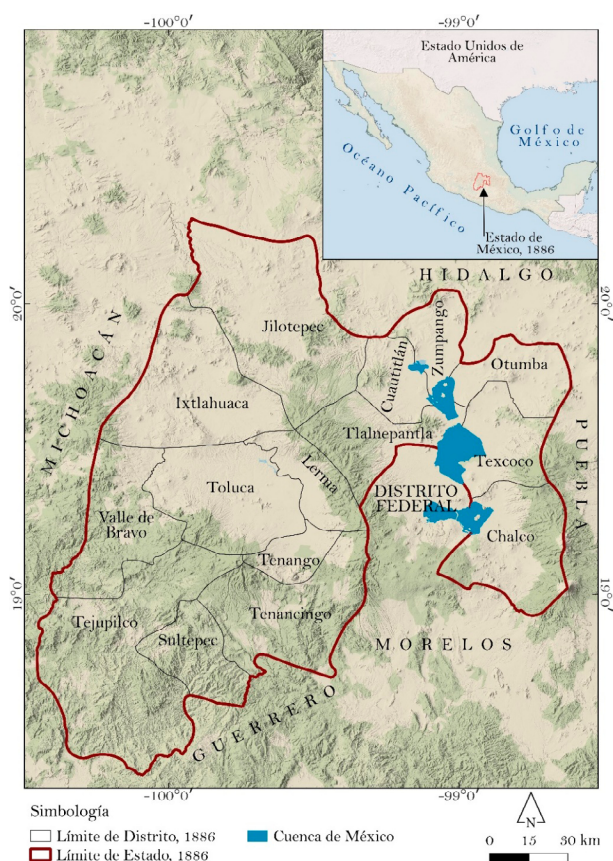 -100°0'
-99°0'
Estado Unidos de
América
Golfo de
México
Océano Pacífico
Estado de
México, 1886
HIDALGO
20°0'
20°0'
MICHOACÁN
Jilotepec
Zumpango
Cuautitlán
Otumba
Ixtlahuaca
Tlalnepantla
PUEBLA
Lerma
Texcoco
Toluca
DISTRITO
FEDERAL
Valle de
Bravo
Chalco
Tenango
19°0'
19°0'
Tejupilco
Tenancingo
Sultepec
MORELOS
GUERRERO
-100°0'
-99°0'
Simbología
Límite de Distrito, 1886
Cuenca de México
Límite de Estado, 1886
N
0 15 30 km